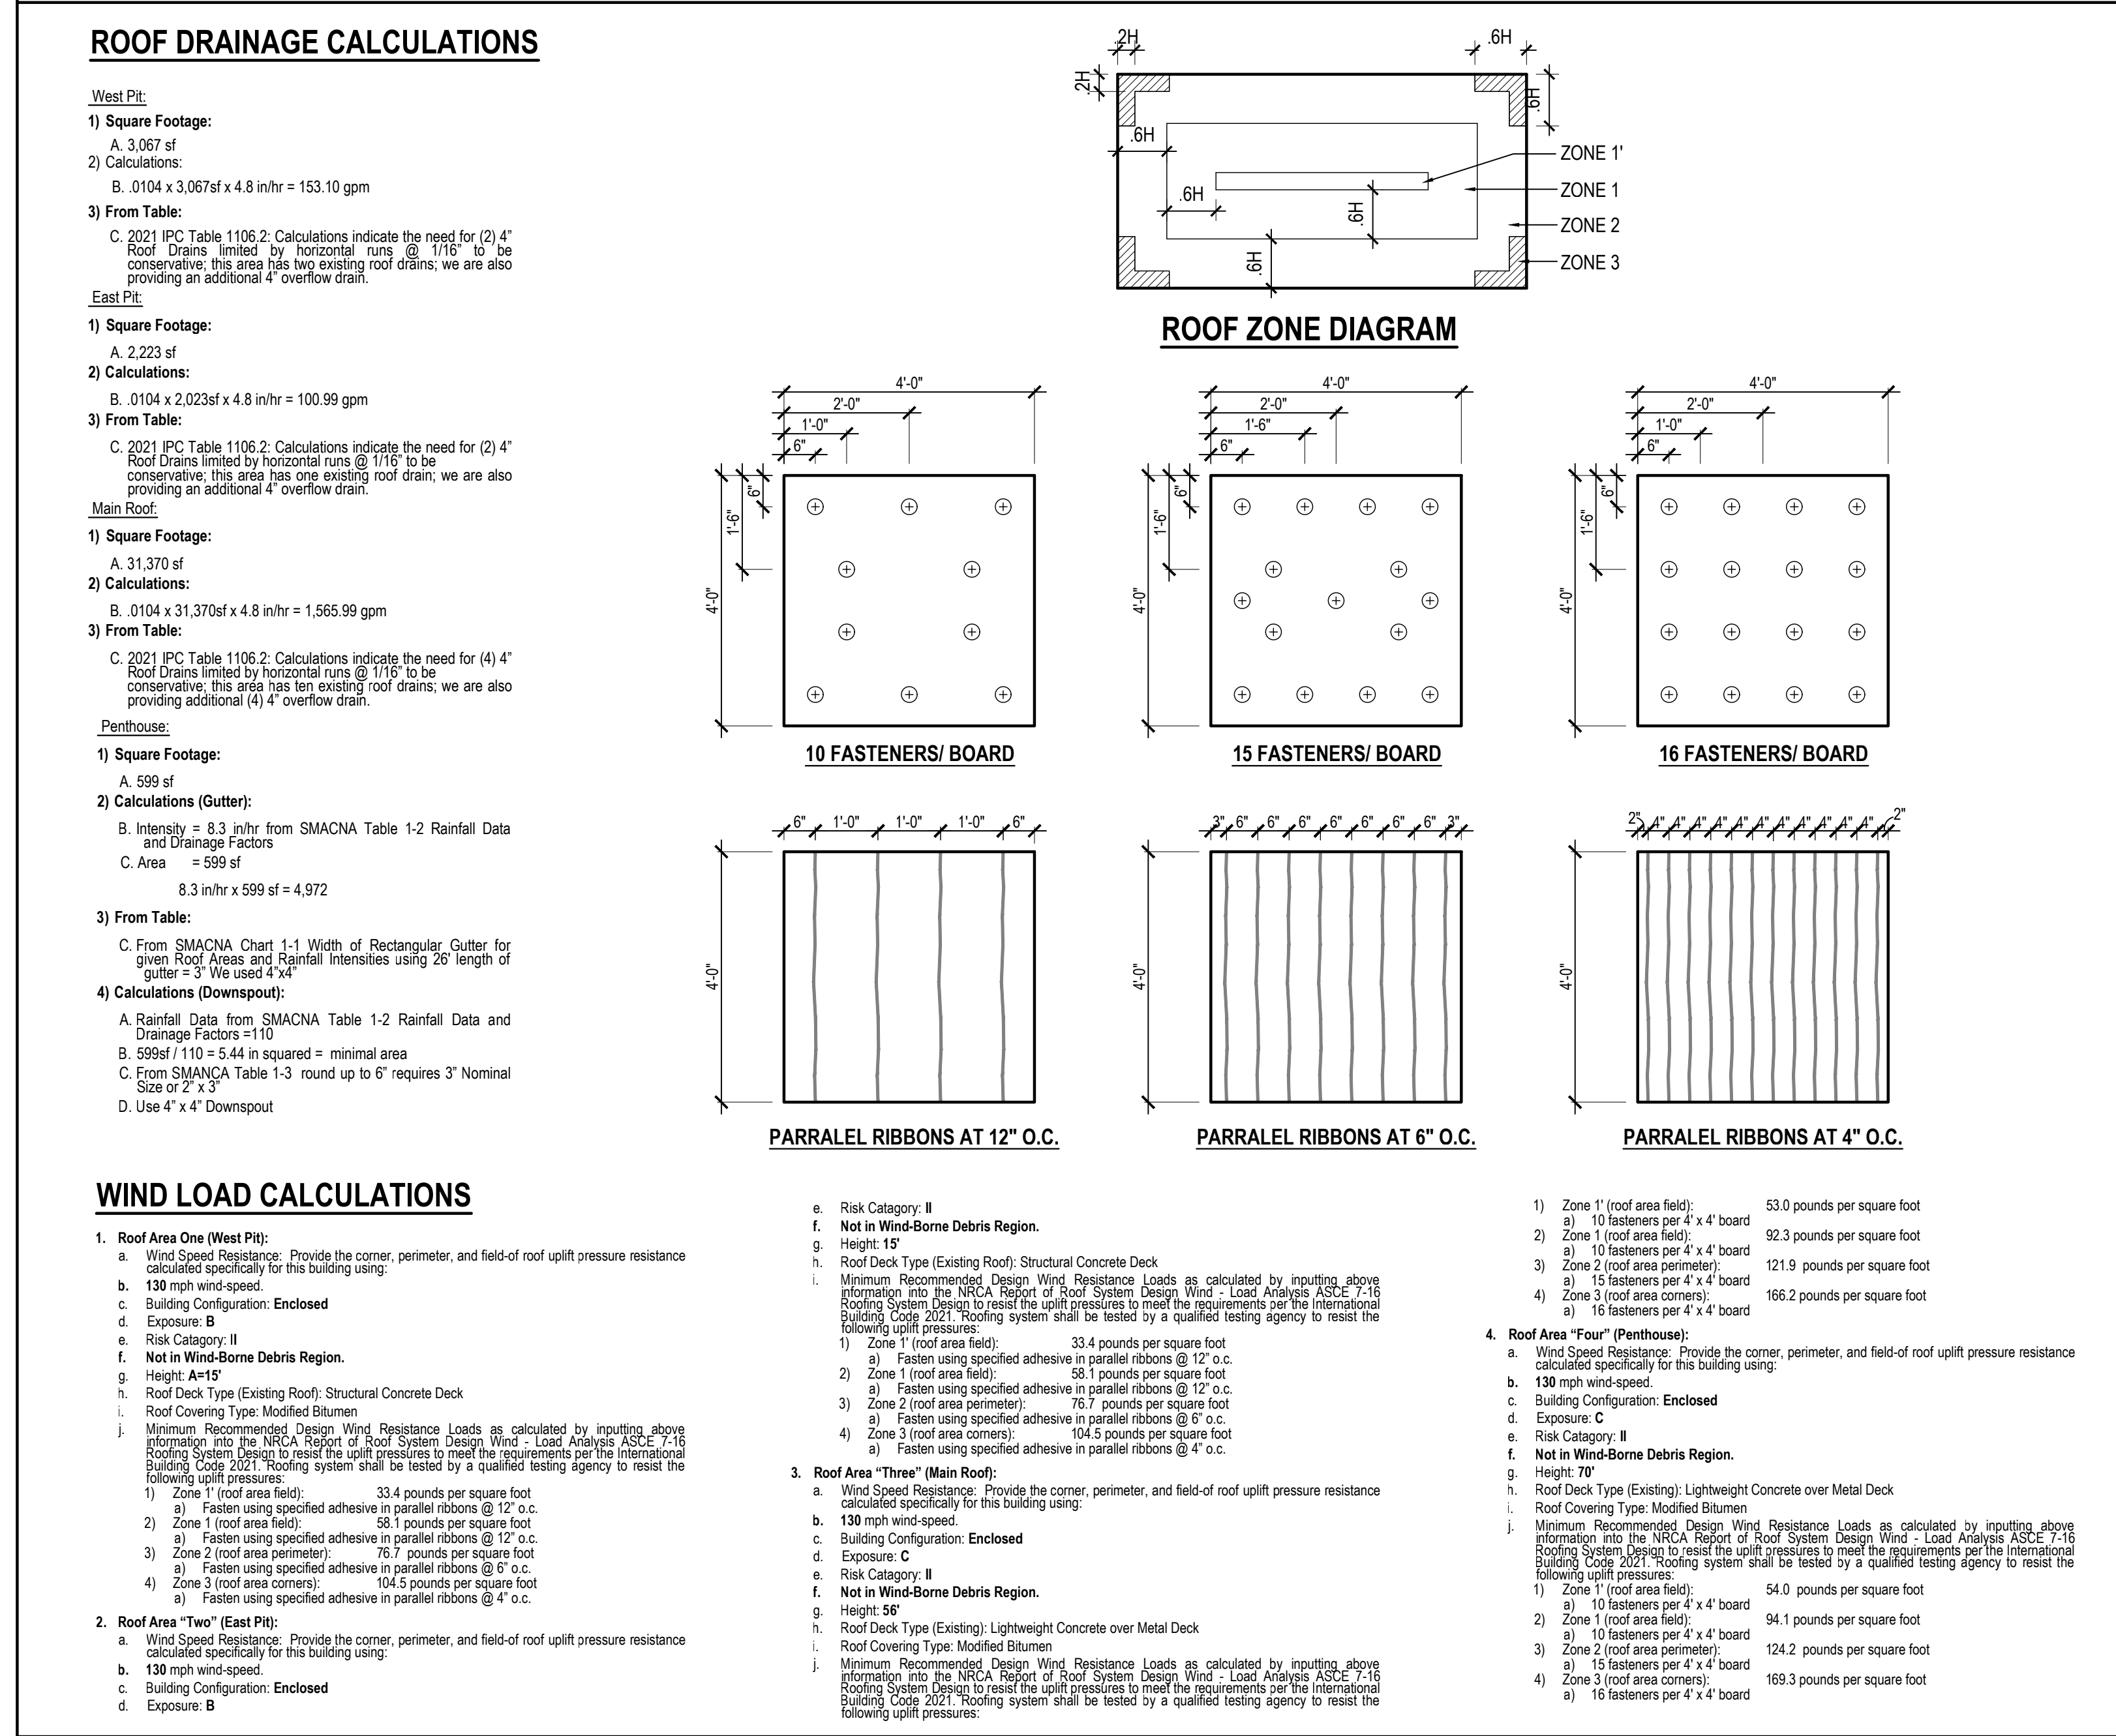 ROOF DRAINAGE CALCULATIONS
West Pit:
1) Square Footage:
A. 3,067 sf
2) Calculations:
B. .0104 x 3,067sf x 4.8 in/hr = 153.10 gpm
3) From Table:
C. 2021 IPC Table 1106.2: Calculations indicate the need for (2) 4”
Roof Drains limited by horizontal runs @ 1/16” to be
conservative; this area has two existing roof drains; we are also
providing an additional 4” overflow drain.
East Pit:
1) Square Footage:
A. 2,223 sf
2) Calculations:
B. .0104 x 2,023sf x 4.8 in/hr = 100.99 gpm
3) From Table:
C. 2021 IPC Table 1106.2: Calculations indicate the need for (2) 4”
Roof Drains limited by horizontal runs @ 1/16” to be
conservative; this area has one existing roof drain; we are also
providing an additional 4” overflow drain.
Main Roof:
1) Square Footage:
A. 31,370 sf
2) Calculations:
B. .0104 x 31,370sf x 4.8 in/hr = 1,565.99 gpm
3) From Table:
C. 2021 IPC Table 1106.2: Calculations indicate the need for (4) 4”
Roof Drains limited by horizontal runs @ 1/16” to be
conservative; this area has ten existing roof drains; we are also
providing additional (4) 4” overflow drain.
Penthouse:
1) Square Footage:
A. 599 sf
2) Calculations (Gutter):
B. Intensity = 8.3 in/hr from SMACNA Table 1-2 Rainfall Data
and Drainage Factors
C. Area = 599 sf
8.3 in/hr x 599 sf = 4,972
3) From Table:
C. From SMACNA Chart 1-1 Width of Rectangular Gutter for
given Roof Areas and Rainfall Intensities using 26' length of
gutter = 3” We used 4”x4”
4) Calculations (Downspout):
A. Rainfall Data from SMACNA Table 1-2 Rainfall Data and
Drainage Factors =110
B. 599sf / 110 = 5.44 in squared = minimal area
C. From SMANCA Table 1-3 round up to 6” requires 3” Nominal
Size or 2” x 3”
D. Use 4” x 4” Downspout
.2H
.6H
.2H
.6H
.6H
.6H
.6H
.6H
ZONE 1'
ZONE 1
ZONE 2
ZONE 3
ROOF ZONE DIAGRAM
4'-0"
2'-0"
1'-0"
6"
6"
1'-6"
4'-0"
10 FASTENERS/ BOARD
4'-0"
2'-0"
1'-6"
6"
6"
1'-6"
4'-0"
15 FASTENERS/ BOARD
4'-0"
2'-0"
1'-0"
6"
6"
1'-6"
4'-0"
16 FASTENERS/ BOARD
6" 1'-0" 1'-0" 1'-0" 6"
4'-0"
PARRALEL RIBBONS AT 12" O.C.
3" 6" 6" 6" 6" 6" 6" 6" 3"
4'-0"
PARRALEL RIBBONS AT 6" O.C.
2" 4" 4" 4" 4" 4" 4" 4" 4" 4" 4" 4" 2"
4'-0"
PARRALEL RIBBONS AT 4" O.C.
WIND LOAD CALCULATIONS
1. Roof Area One (West Pit):
a. Wind Speed Resistance: Provide the corner, perimeter, and field-of roof uplift pressure resistance
calculated specifically for this building using:
b. 130 mph wind-speed.
c. Building Configuration: Enclosed
d. Exposure: B
e. Risk Catagory: II
f. Not in Wind-Borne Debris Region.
g. Height: A=15'
h. Roof Deck Type (Existing Roof): Structural Concrete Deck
i. Roof Covering Type: Modified Bitumen
j. Minimum Recommended Design Wind Resistance Loads as calculated by inputting above
information into the NRCA Report of Roof System Design Wind - Load Analysis ASCE 7-16
Roofing System Design to resist the uplift pressures to meet the requirements per the International
Building Code 2021. Roofing system shall be tested by a qualified testing agency to resist the
following uplift pressures:
1) Zone 1' (roof area field): 33.4 pounds per square foot
a) Fasten using specified adhesive in parallel ribbons @ 12” o.c.
2) Zone 1 (roof area field): 58.1 pounds per square foot
a) Fasten using specified adhesive in parallel ribbons @ 12” o.c.
3) Zone 2 (roof area perimeter): 76.7 pounds per square foot
a) Fasten using specified adhesive in parallel ribbons @ 6” o.c.
4) Zone 3 (roof area corners): 104.5 pounds per square foot
a) Fasten using specified adhesive in parallel ribbons @ 4” o.c.
2. Roof Area “Two” (East Pit):
a. Wind Speed Resistance: Provide the corner, perimeter, and field-of roof uplift pressure resistance
calculated specifically for this building using:
b. 130 mph wind-speed.
c. Building Configuration: Enclosed
d. Exposure: B
e. Risk Catagory: II
f. Not in Wind-Borne Debris Region.
g. Height: 15'
h. Roof Deck Type (Existing Roof): Structural Concrete Deck
i. Minimum Recommended Design Wind Resistance Loads as calculated by inputting above
information into the NRCA Report of Roof System Design Wind - Load Analysis ASCE 7-16
Roofing System Design to resist the uplift pressures to meet the requirements per the International
Building Code 2021. Roofing system shall be tested by a qualified testing agency to resist the
following uplift pressures:
1) Zone 1' (roof area field): 33.4 pounds per square foot
a) Fasten using specified adhesive in parallel ribbons @ 12” o.c.
2) Zone 1 (roof area field): 58.1 pounds per square foot
a) Fasten using specified adhesive in parallel ribbons @ 12” o.c.
3) Zone 2 (roof area perimeter): 76.7 pounds per square foot
a) Fasten using specified adhesive in parallel ribbons @ 6” o.c.
4) Zone 3 (roof area corners): 104.5 pounds per square foot
a) Fasten using specified adhesive in parallel ribbons @ 4” o.c.
3. Roof Area “Three” (Main Roof):
a. Wind Speed Resistance: Provide the corner, perimeter, and field-of roof uplift pressure resistance
calculated specifically for this building using:
b. 130 mph wind-speed.
c. Building Configuration: Enclosed
d. Exposure: C
e. Risk Catagory: II
f. Not in Wind-Borne Debris Region.
g. Height: 56'
h. Roof Deck Type (Existing): Lightweight Concrete over Metal Deck
i. Roof Covering Type: Modified Bitumen
j. Minimum Recommended Design Wind Resistance Loads as calculated by inputting above
information into the NRCA Report of Roof System Design Wind - Load Analysis ASCE 7-16
Roofing System Design to resist the uplift pressures to meet the requirements per the International
Building Code 2021. Roofing system shall be tested by a qualified testing agency to resist the
following uplift pressures:
1) Zone 1' (roof area field): 53.0 pounds per square foot
a) 10 fasteners per 4' x 4' board
2) Zone 1 (roof area field): 92.3 pounds per square foot
a) 10 fasteners per 4' x 4' board
3) Zone 2 (roof area perimeter): 121.9 pounds per square foot
a) 15 fasteners per 4' x 4' board
4) Zone 3 (roof area corners): 166.2 pounds per square foot
a) 16 fasteners per 4' x 4' board
4. Roof Area “Four” (Penthouse):
a. Wind Speed Resistance: Provide the corner, perimeter, and field-of roof uplift pressure resistance
calculated specifically for this building using:
b. 130 mph wind-speed.
c. Building Configuration: Enclosed
d. Exposure: C
e. Risk Catagory: II
f. Not in Wind-Borne Debris Region.
g. Height: 70'
h. Roof Deck Type (Existing): Lightweight Concrete over Metal Deck
i. Roof Covering Type: Modified Bitumen
j. Minimum Recommended Design Wind Resistance Loads as calculated by inputting above
information into the NRCA Report of Roof System Design Wind - Load Analysis ASCE 7-16
Roofing System Design to resist the uplift pressures to meet the requirements per the International
Building Code 2021. Roofing system shall be tested by a qualified testing agency to resist the
following uplift pressures:
1) Zone 1' (roof area field): 54.0 pounds per square foot
a) 10 fasteners per 4' x 4' board
2) Zone 1 (roof area field): 94.1 pounds per square foot
a) 10 fasteners per 4' x 4' board
3) Zone 2 (roof area perimeter): 124.2 pounds per square foot
a) 15 fasteners per 4' x 4' board
4) Zone 3 (roof area corners): 169.3 pounds per square foot
a) 16 fasteners per 4' x 4' board